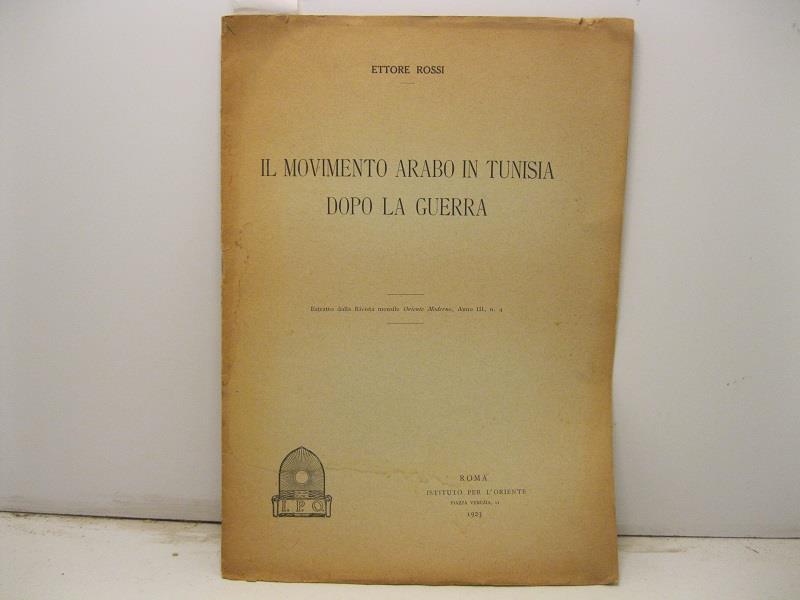 ETTORE ROSSI
IL MOVIMENTO ARABO IN TUNISIA
DOPO LA GUERRA
Estratto dalla Rivista mensile Oriente Moderno, Anno III, n. 4
I. P. O.
ROMA
ISTITUTO PER L'ORIENTE
PIAZZA VENEZIA, 11
1923